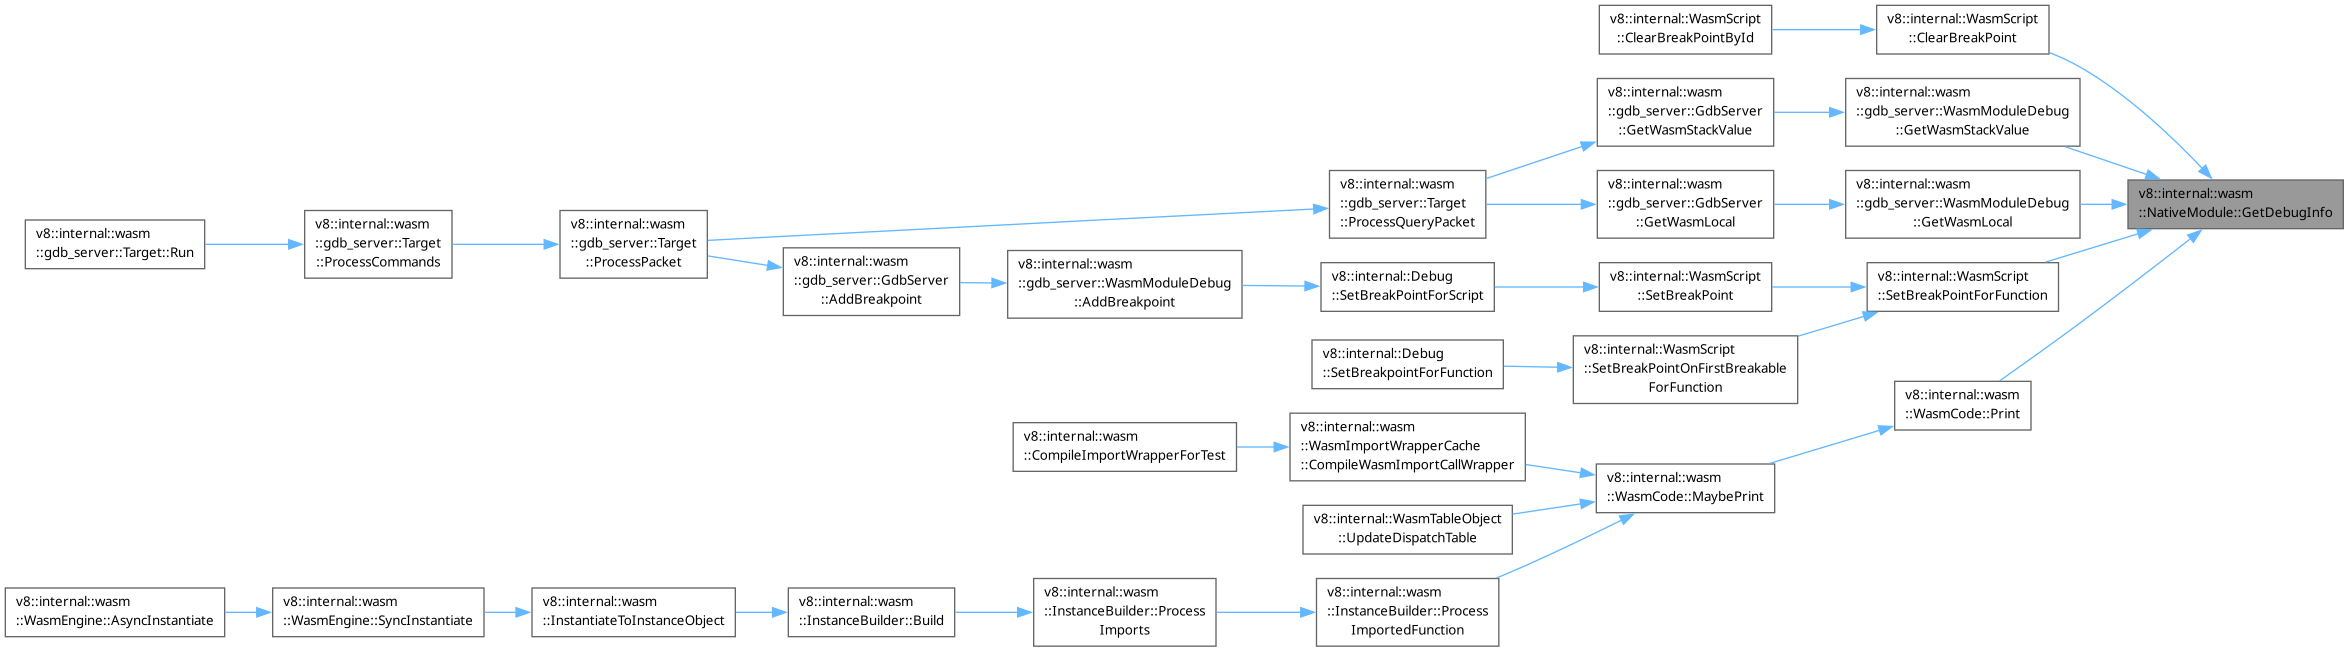 v8::internal::WasmScript
::ClearBreakPointById
v8::internal::WasmScript
::ClearBreakPoint
v8::internal::wasm
::gdb_server::GdbServer
::GetWasmStackValue
v8::internal::wasm
::gdb_server::WasmModuleDebug
::GetWasmStackValue
v8::internal::wasm
::gdb_server::Target
::ProcessQueryPacket
v8::internal::wasm
::gdb_server::GdbServer
::GetWasmLocal
v8::internal::wasm
::gdb_server::WasmModuleDebug
::GetWasmLocal
v8::internal::wasm
::NativeModule::GetDebugInfo
v8::internal::wasm
::gdb_server::Target::Run
v8::internal::wasm
::gdb_server::Target
::ProcessCommands
v8::internal::wasm
::gdb_server::Target
::ProcessPacket
v8::internal::wasm
::gdb_server::GdbServer
::AddBreakpoint
v8::internal::wasm
::gdb_server::WasmModuleDebug
::AddBreakpoint
v8::internal::Debug
::SetBreakPointForScript
v8::internal::WasmScript
::SetBreakPoint
v8::internal::WasmScript
::SetBreakPointForFunction
v8::internal::Debug
::SetBreakpointForFunction
v8::internal::WasmScript
::SetBreakPointOnFirstBreakable
ForFunction
v8::internal::wasm
::WasmCode::Print
v8::internal::wasm
::CompileImportWrapperForTest
v8::internal::wasm
::WasmImportWrapperCache
::CompileWasmImportCallWrapper
v8::internal::wasm
::WasmCode::MaybePrint
v8::internal::WasmTableObject
::UpdateDispatchTable
v8::internal::wasm
::WasmEngine::AsyncInstantiate
v8::internal::wasm
::WasmEngine::SyncInstantiate
v8::internal::wasm
::InstantiateToInstanceObject
v8::internal::wasm
::InstanceBuilder::Build
v8::internal::wasm
::InstanceBuilder::Process
Imports
v8::internal::wasm
::InstanceBuilder::Process
ImportedFunction